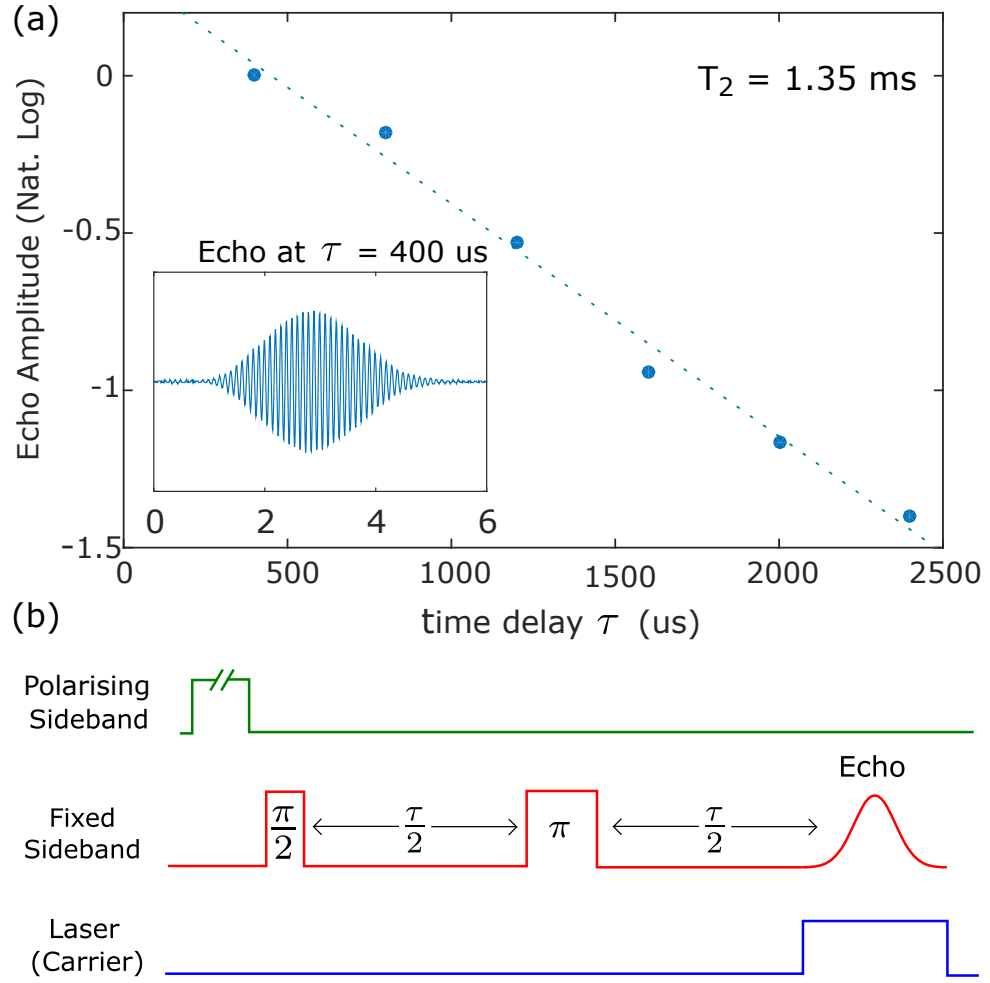 (a)
T₂ = 1.35 ms
Echo Amplitude (Nat. Log)
0
-0.5
-1
-1.5
Echo at τ = 400 us
0 2 4 6
0 500 1000 1500 2000 2500
time delay τ (us)
(b)
Polarising
Sideband
Echo
Fixed
Sideband
π/2
τ/2
π
τ/2
Laser
(Carrier)